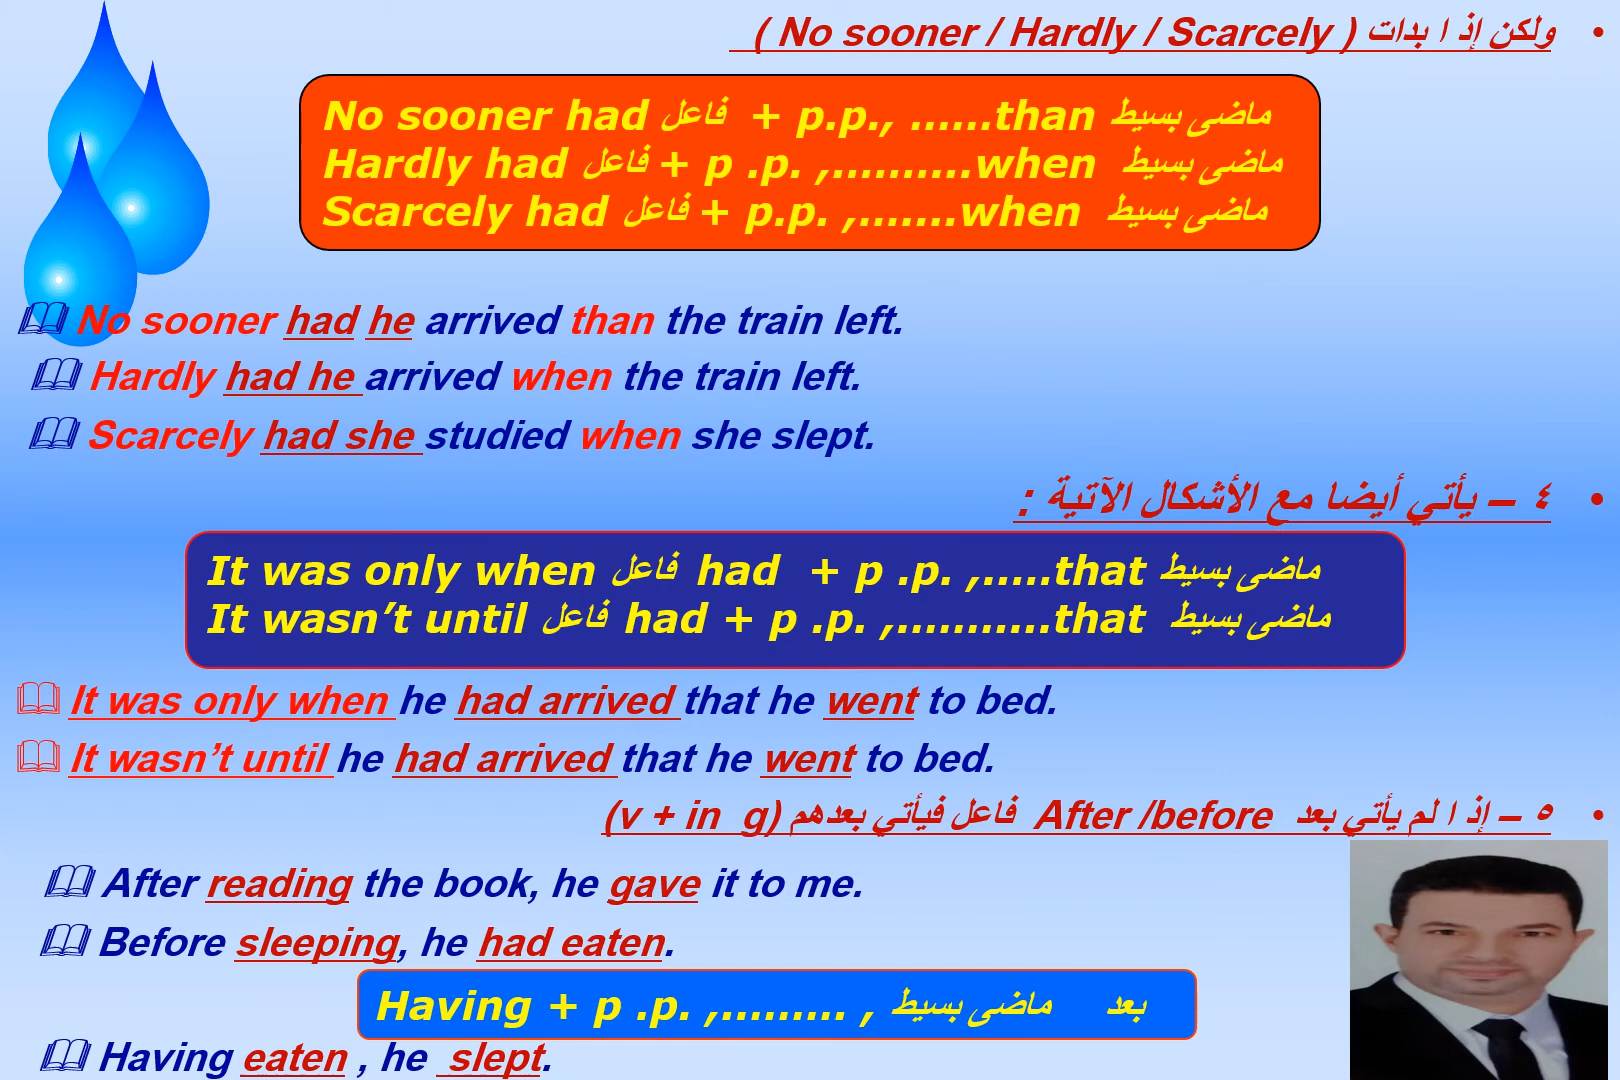 • ولكن إذ ا بدات ( No sooner / Hardly / Scarcely )
No sooner had فاعل + p.p., ......than ماضى بسيط
Hardly had فاعل + p .p. ,..........when ماضى بسيط
Scarcely had فاعل + p.p. ,.......when ماضى بسيط
No sooner had he arrived than the train left.
Hardly had he arrived when the train left.
Scarcely had she studied when she slept.
• ٤ – يأتي أيضا مع الأشكال الآتية :
It was only when فاعل had + p .p. ,.....that ماضى بسيط
It wasn’t until فاعل had + p .p. ,...........that ماضى بسيط
It was only when he had arrived that he went to bed.
It wasn’t until he had arrived that he went to bed.
• ٥ – إذ ا لم يأتي بعد After /before فاعل فيأتي بعدهم (v + in g)
After reading the book, he gave it to me.
Before sleeping, he had eaten.
Having + p .p. ,......... , ماضى بسيط بعد
Having eaten , he slept.